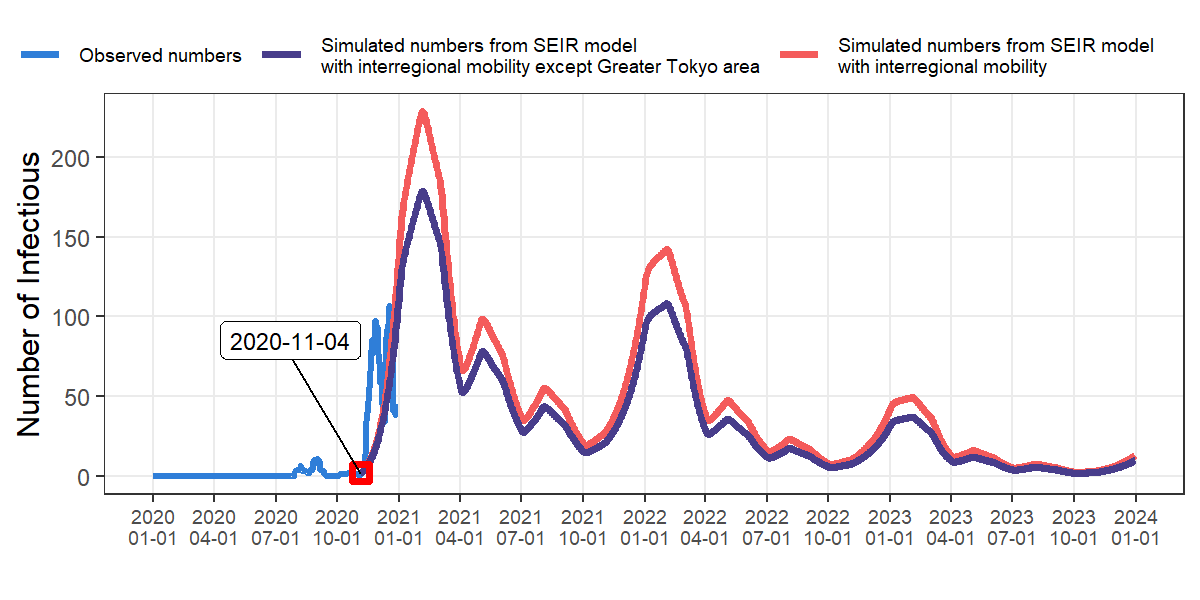 Observed numbers
Simulated numbers from SEIR model
with interregional mobility except Greater Tokyo area
Simulated numbers from SEIR model
with interregional mobility
Number of Infectious
200
150
100
50
0
2020-11-04
2020 2020 2020 2020 2021 2021 2021 2021 2022 2022 2022 2022 2023 2023 2023 2023 2024
01-01 04-01 07-01 10-01 01-01 04-01 07-01 10-01 01-01 04-01 07-01 10-01 01-01 04-01 07-01 10-01 01-01